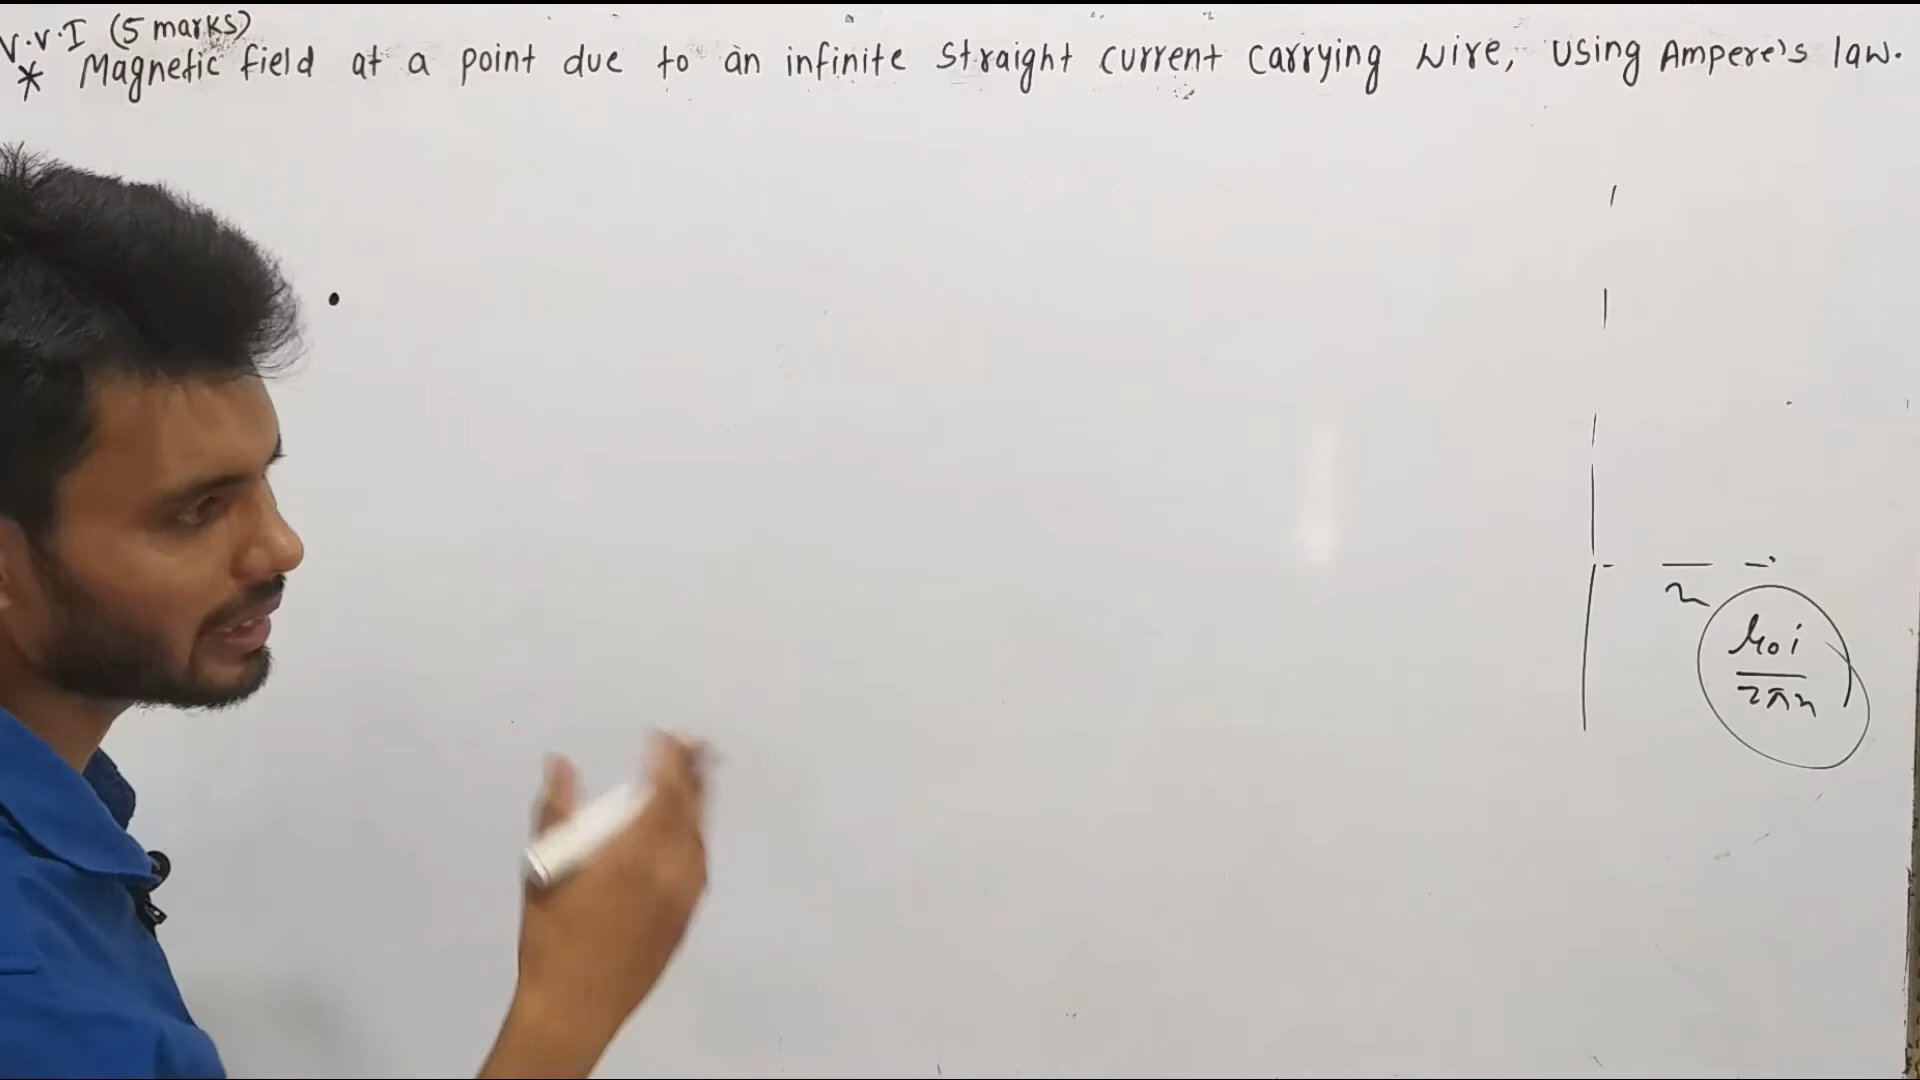 V.V.I (5 marks)
* Magnetic field at a point due to an infinite straight current carrying wire, using Ampere's law.
r
μ₀i
2πr